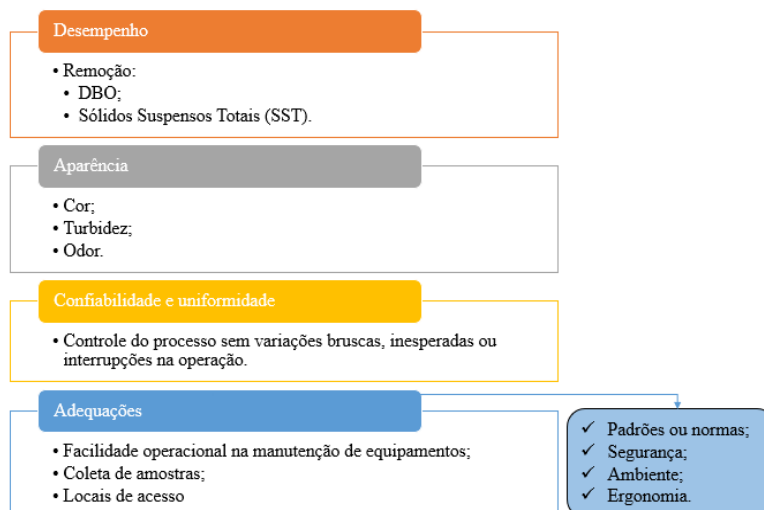 Desempenho
• Remoção:
• DBO;
• Sólidos Suspensos Totais (SST).
Aparência
• Cor;
• Turbidez;
• Odor.
Confiabilidade e uniformidade
• Controle do processo sem variações bruscas, inesperadas ou
interrupções na operação.
Adequações
• Facilidade operacional na manutenção de equipamentos;
• Coleta de amostras;
• Locais de acesso
✓ Padrões ou normas;
✓ Segurança;
✓ Ambiente;
✓ Ergonomia.